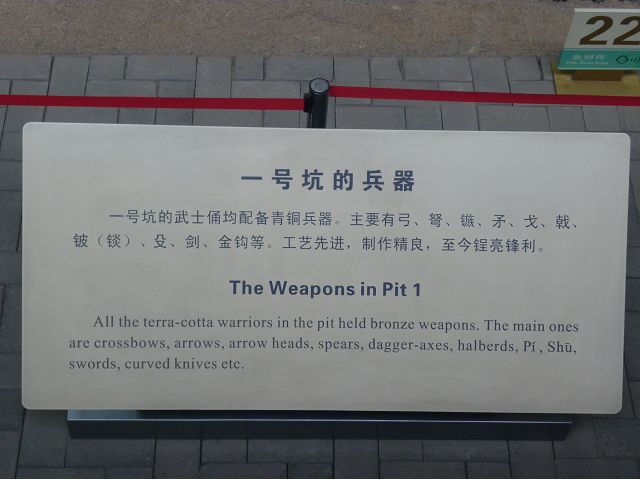 22
一号坑的兵器
一号坑的武士俑均配备青铜兵器。主要有弓、弩、镞、矛、戈、戟、
铍（锬）、殳、剑、金钩等。工艺先进，制作精良，至今锃亮锋利。
The Weapons in Pit 1
All the terra-cotta warriors in the pit held bronze weapons. The main ones
are crossbows, arrows, arrow heads, spears, dagger-axes, halberds, Pí , Shū,
swords, curved knives etc.